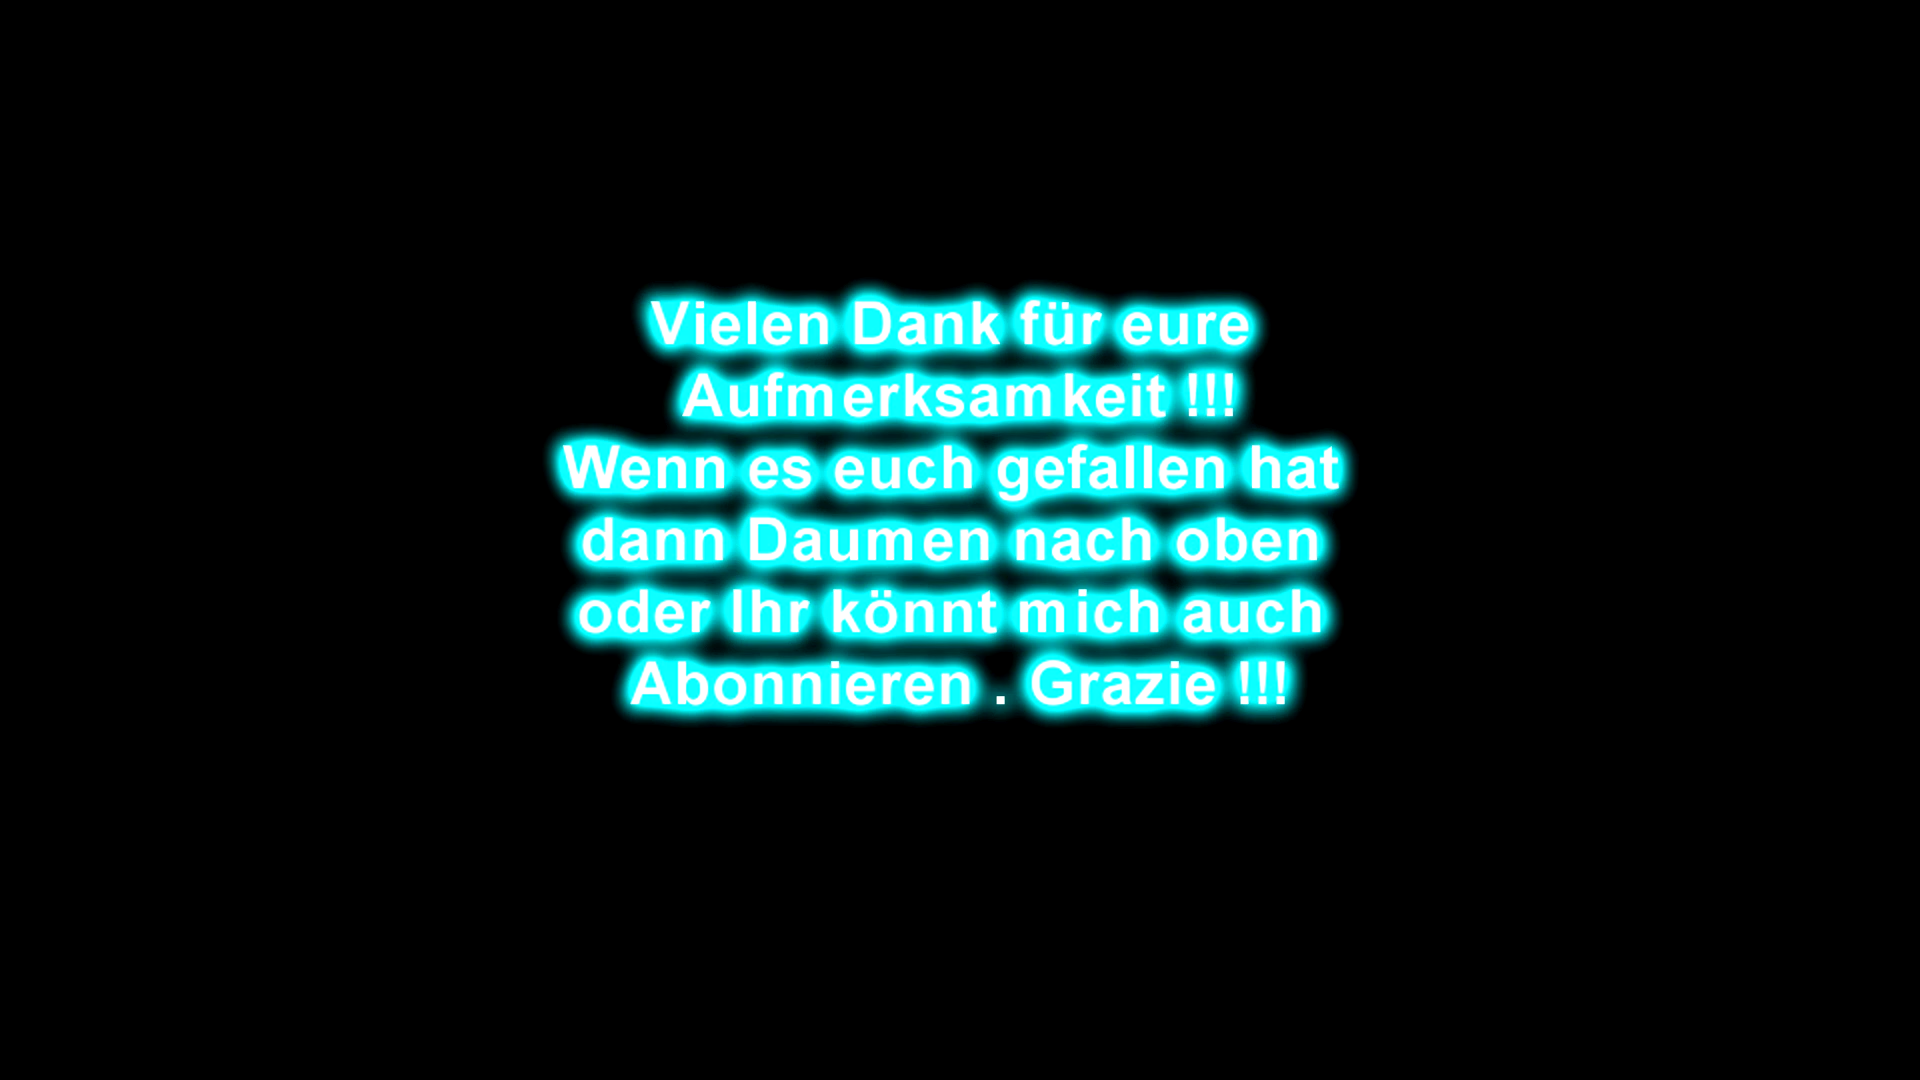 Vielen Dank für eure
Aufmerksamkeit !!!
Wenn es euch gefallen hat
dann Daumen nach oben
oder Ihr könnt mich auch
Abonnieren . Grazie !!!